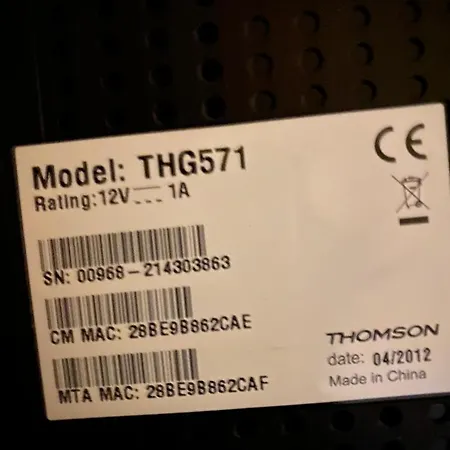 Model: THG571
Rating:12V⎓1A
SN: 00968-214303863
CM MAC: 28BE9B862CAE
MTA MAC: 28BE9B862CAF
THOMSON
date: 04/2012
Made in China